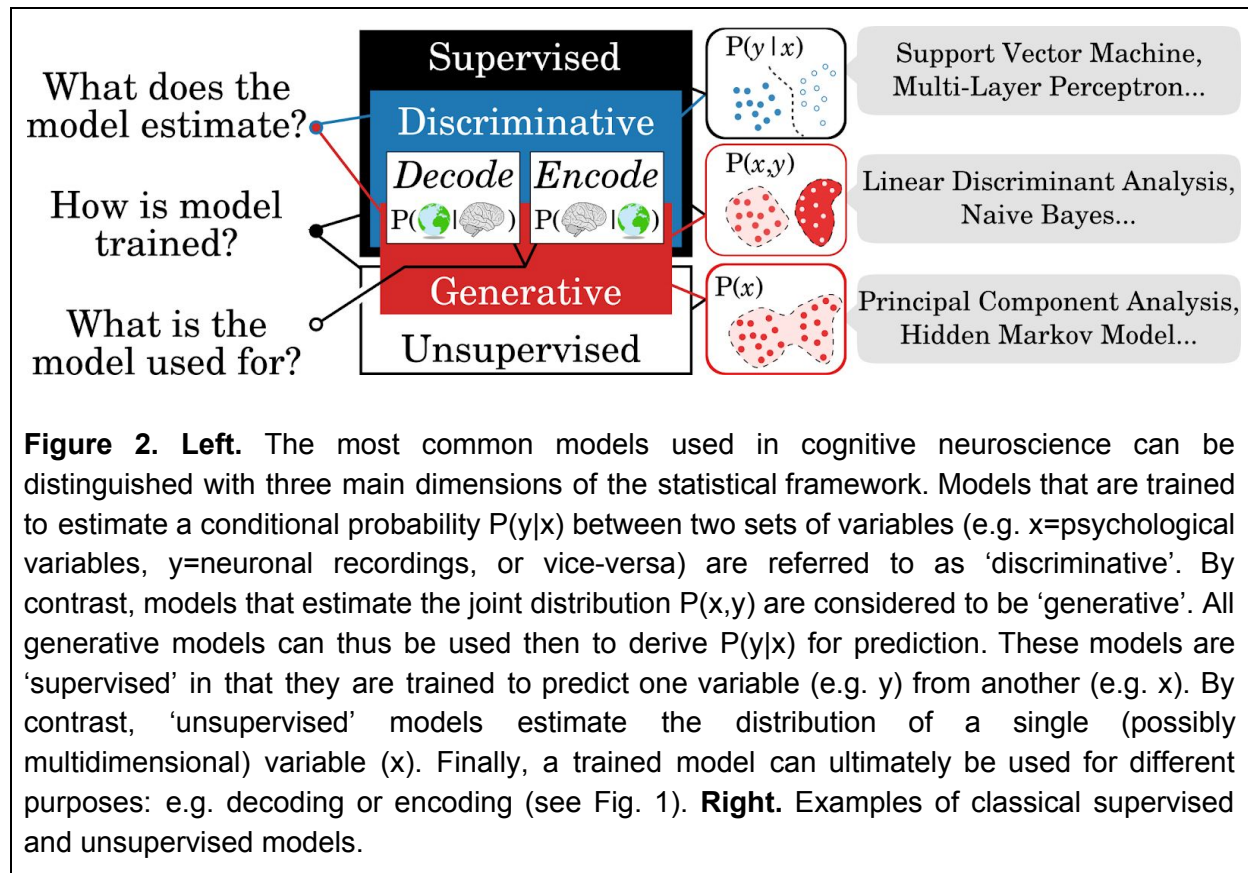 What does the
model estimate?
How is model
trained?
What is the
model used for?
Supervised
Discriminative
Decode
P( | )
Encode
P( | )
Generative
Unsupervised
P(y | x)
Support Vector Machine,
Multi-Layer Perceptron...
P(x,y)
Linear Discriminant Analysis,
Naive Bayes...
P(x)
Principal Component Analysis,
Hidden Markov Model...
Figure 2. Left. The most common models used in cognitive neuroscience can be
distinguished with three main dimensions of the statistical framework. Models that are trained
to estimate a conditional probability P(y|x) between two sets of variables (e.g. x=psychological
variables, y=neuronal recordings, or vice-versa) are referred to as ‘discriminative’. By
contrast, models that estimate the joint distribution P(x,y) are considered to be ‘generative’. All
generative models can thus be used then to derive P(y|x) for prediction. These models are
‘supervised’ in that they are trained to predict one variable (e.g. y) from another (e.g. x). By
contrast, ‘unsupervised’ models estimate the distribution of a single (possibly
multidimensional) variable (x). Finally, a trained model can ultimately be used for different
purposes: e.g. decoding or encoding (see Fig. 1). Right. Examples of classical supervised
and unsupervised models.